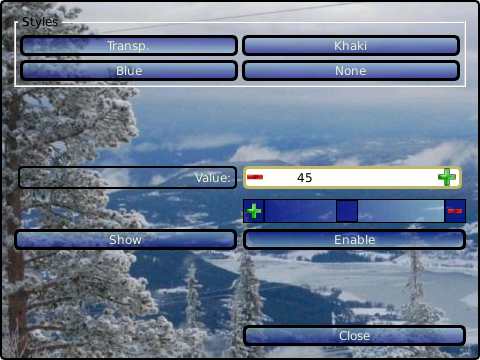 Styles
Transp. Khaki
Blue None
Value: 45
Show Enable
Close